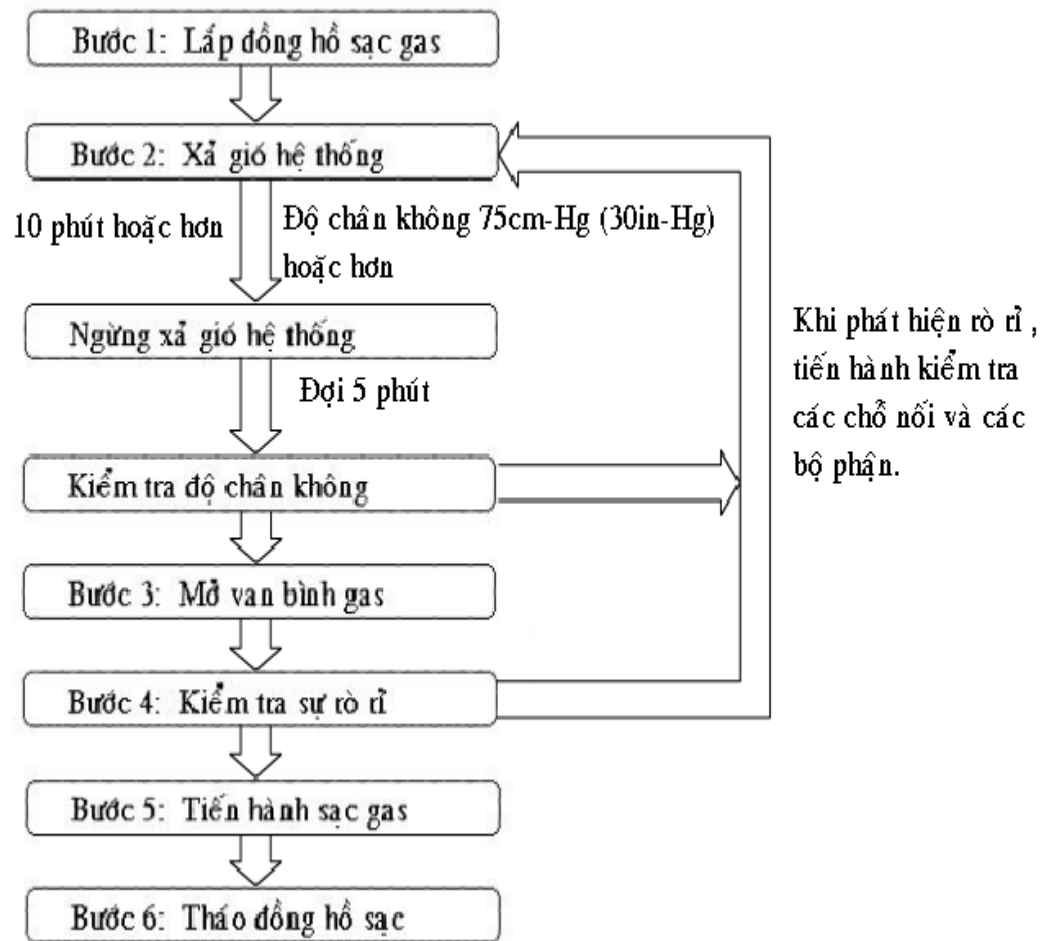 Bước 1: Lắp đồng hồ sạc gas
Bước 2: Xả gió hệ thống
10 phút hoặc hơn
Độ chân không 75cm-Hg (30in-Hg)
hoặc hơn
Ngừng xả gió hệ thống
Đợi 5 phút
Kiểm tra độ chân không
Bước 3: Mở van bình gas
Bước 4: Kiểm tra sự rò rỉ
Bước 5: Tiến hành sạc gas
Bước 6: Tháo đồng hồ sạc
Khi phát hiện rò rỉ ,
tiến hành kiểm tra
các chỗ nối và các
bộ phận.